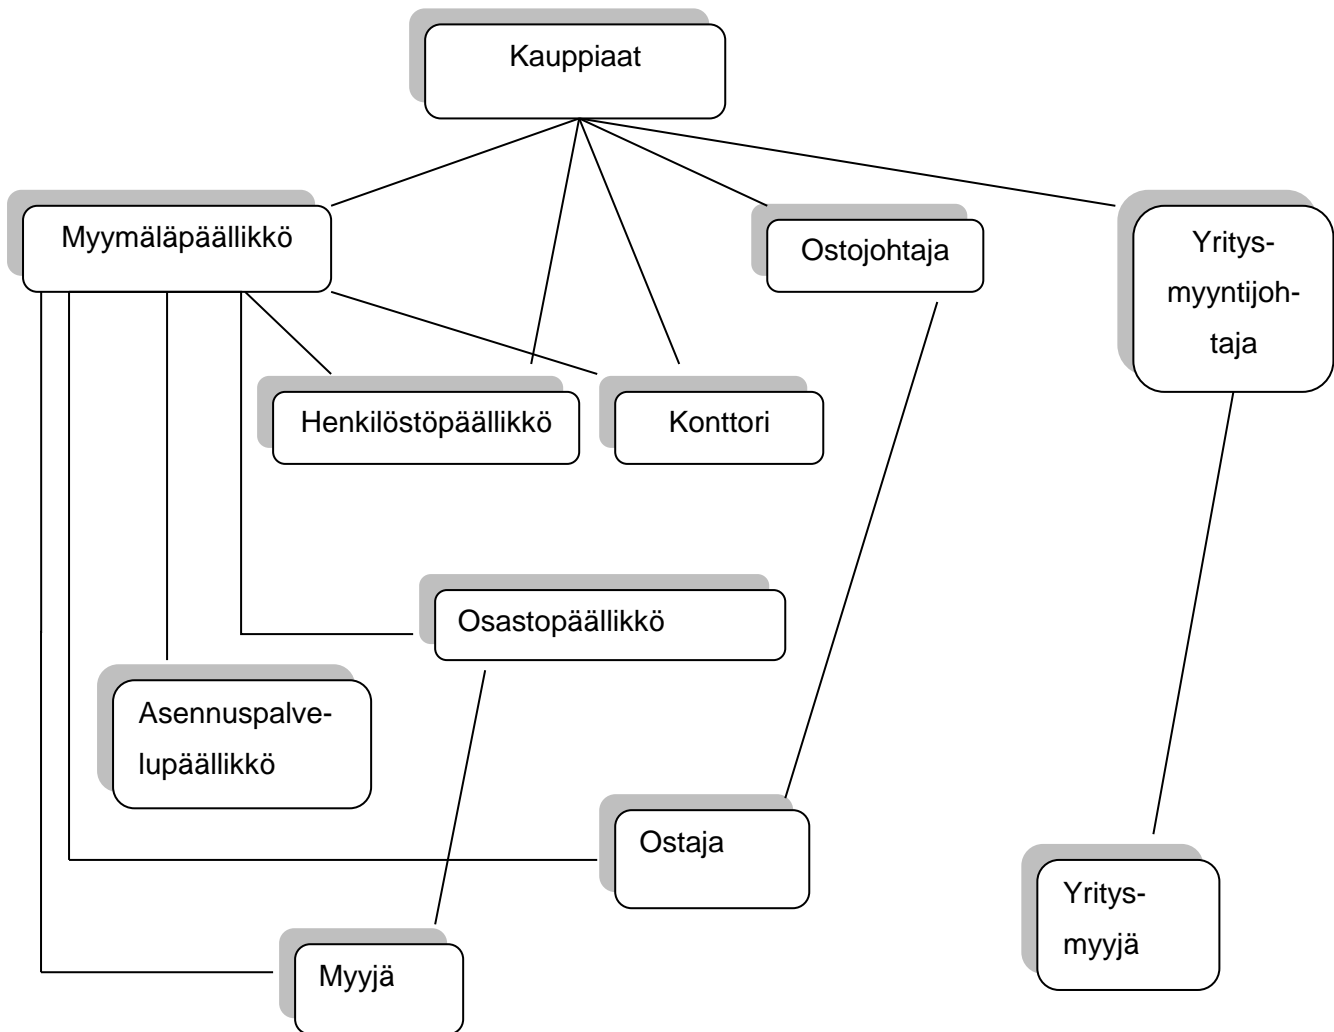 Kauppiaat
Myymäläpäällikkö
Ostojohtaja
Yritys-
myyntijoh-
taja
Henkilöstöpäällikkö
Konttori
Osastopäällikkö
Asennuspalve-
lupäällikkö
Ostaja
Yritys-
myyjä
Myyjä